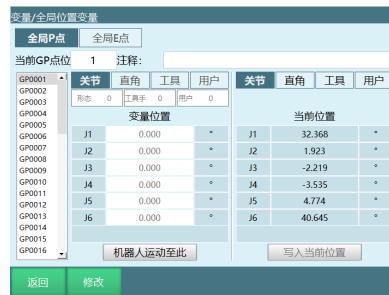 变量/全局位置变量
全局P点 全局E点
当前GP点位 1 注释:
GP0001
GP0002
GP0003
GP0004
GP0005
GP0006
GP0007
GP0008
GP0009
GP0010
GP0011
GP0012
GP0013
GP0014
GP0015
GP0016
关节 直角 工具 用户
形态 0 工具手 0 用户 0
变量位置
J1 0.000 °
J2 0.000 °
J3 0.000 °
J4 0.000 °
J5 0.000 °
J6 0.000 °
机器人运动至此
关节 直角 工具 用户
当前位置
J1 32.368 °
J2 1.923 °
J3 -2.219 °
J4 -3.535 °
J5 4.774 °
J6 40.645 °
写入当前位置
返回 修改